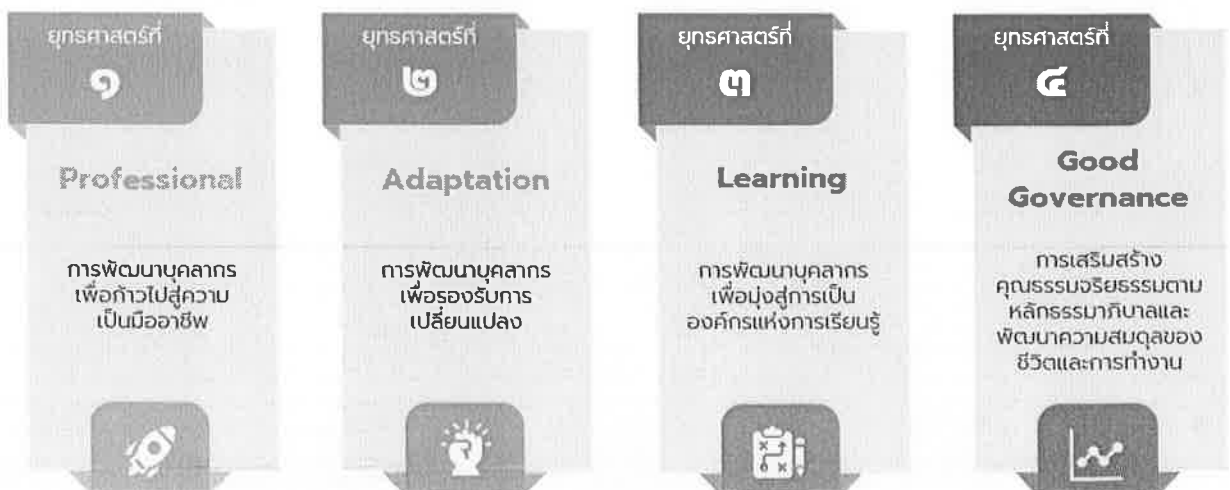 ยุทธศาสตร์ที่
๑
Professional
การพัฒนาบุคลากร
เพื่อก้าวไปสู่ความ
เป็นมืออาชีพ
ยุทธศาสตร์ที่
๒
Adaptation
การพัฒนาบุคลากร
เพื่อรองรับการ
เปลี่ยนแปลง
ยุทธศาสตร์ที่
๓
Learning
การพัฒนาบุคลากร
เพื่อมุ่งสู่การเป็น
องค์กรแห่งการเรียนรู้
ยุทธศาสตร์ที่
๔
Good
Governance
การเสริมสร้าง
คุณธรรมจริยธรรมตาม
หลักธรรมาภิบาลและ
พัฒนาความสมดุลของ
ชีวิตและการทำงาน